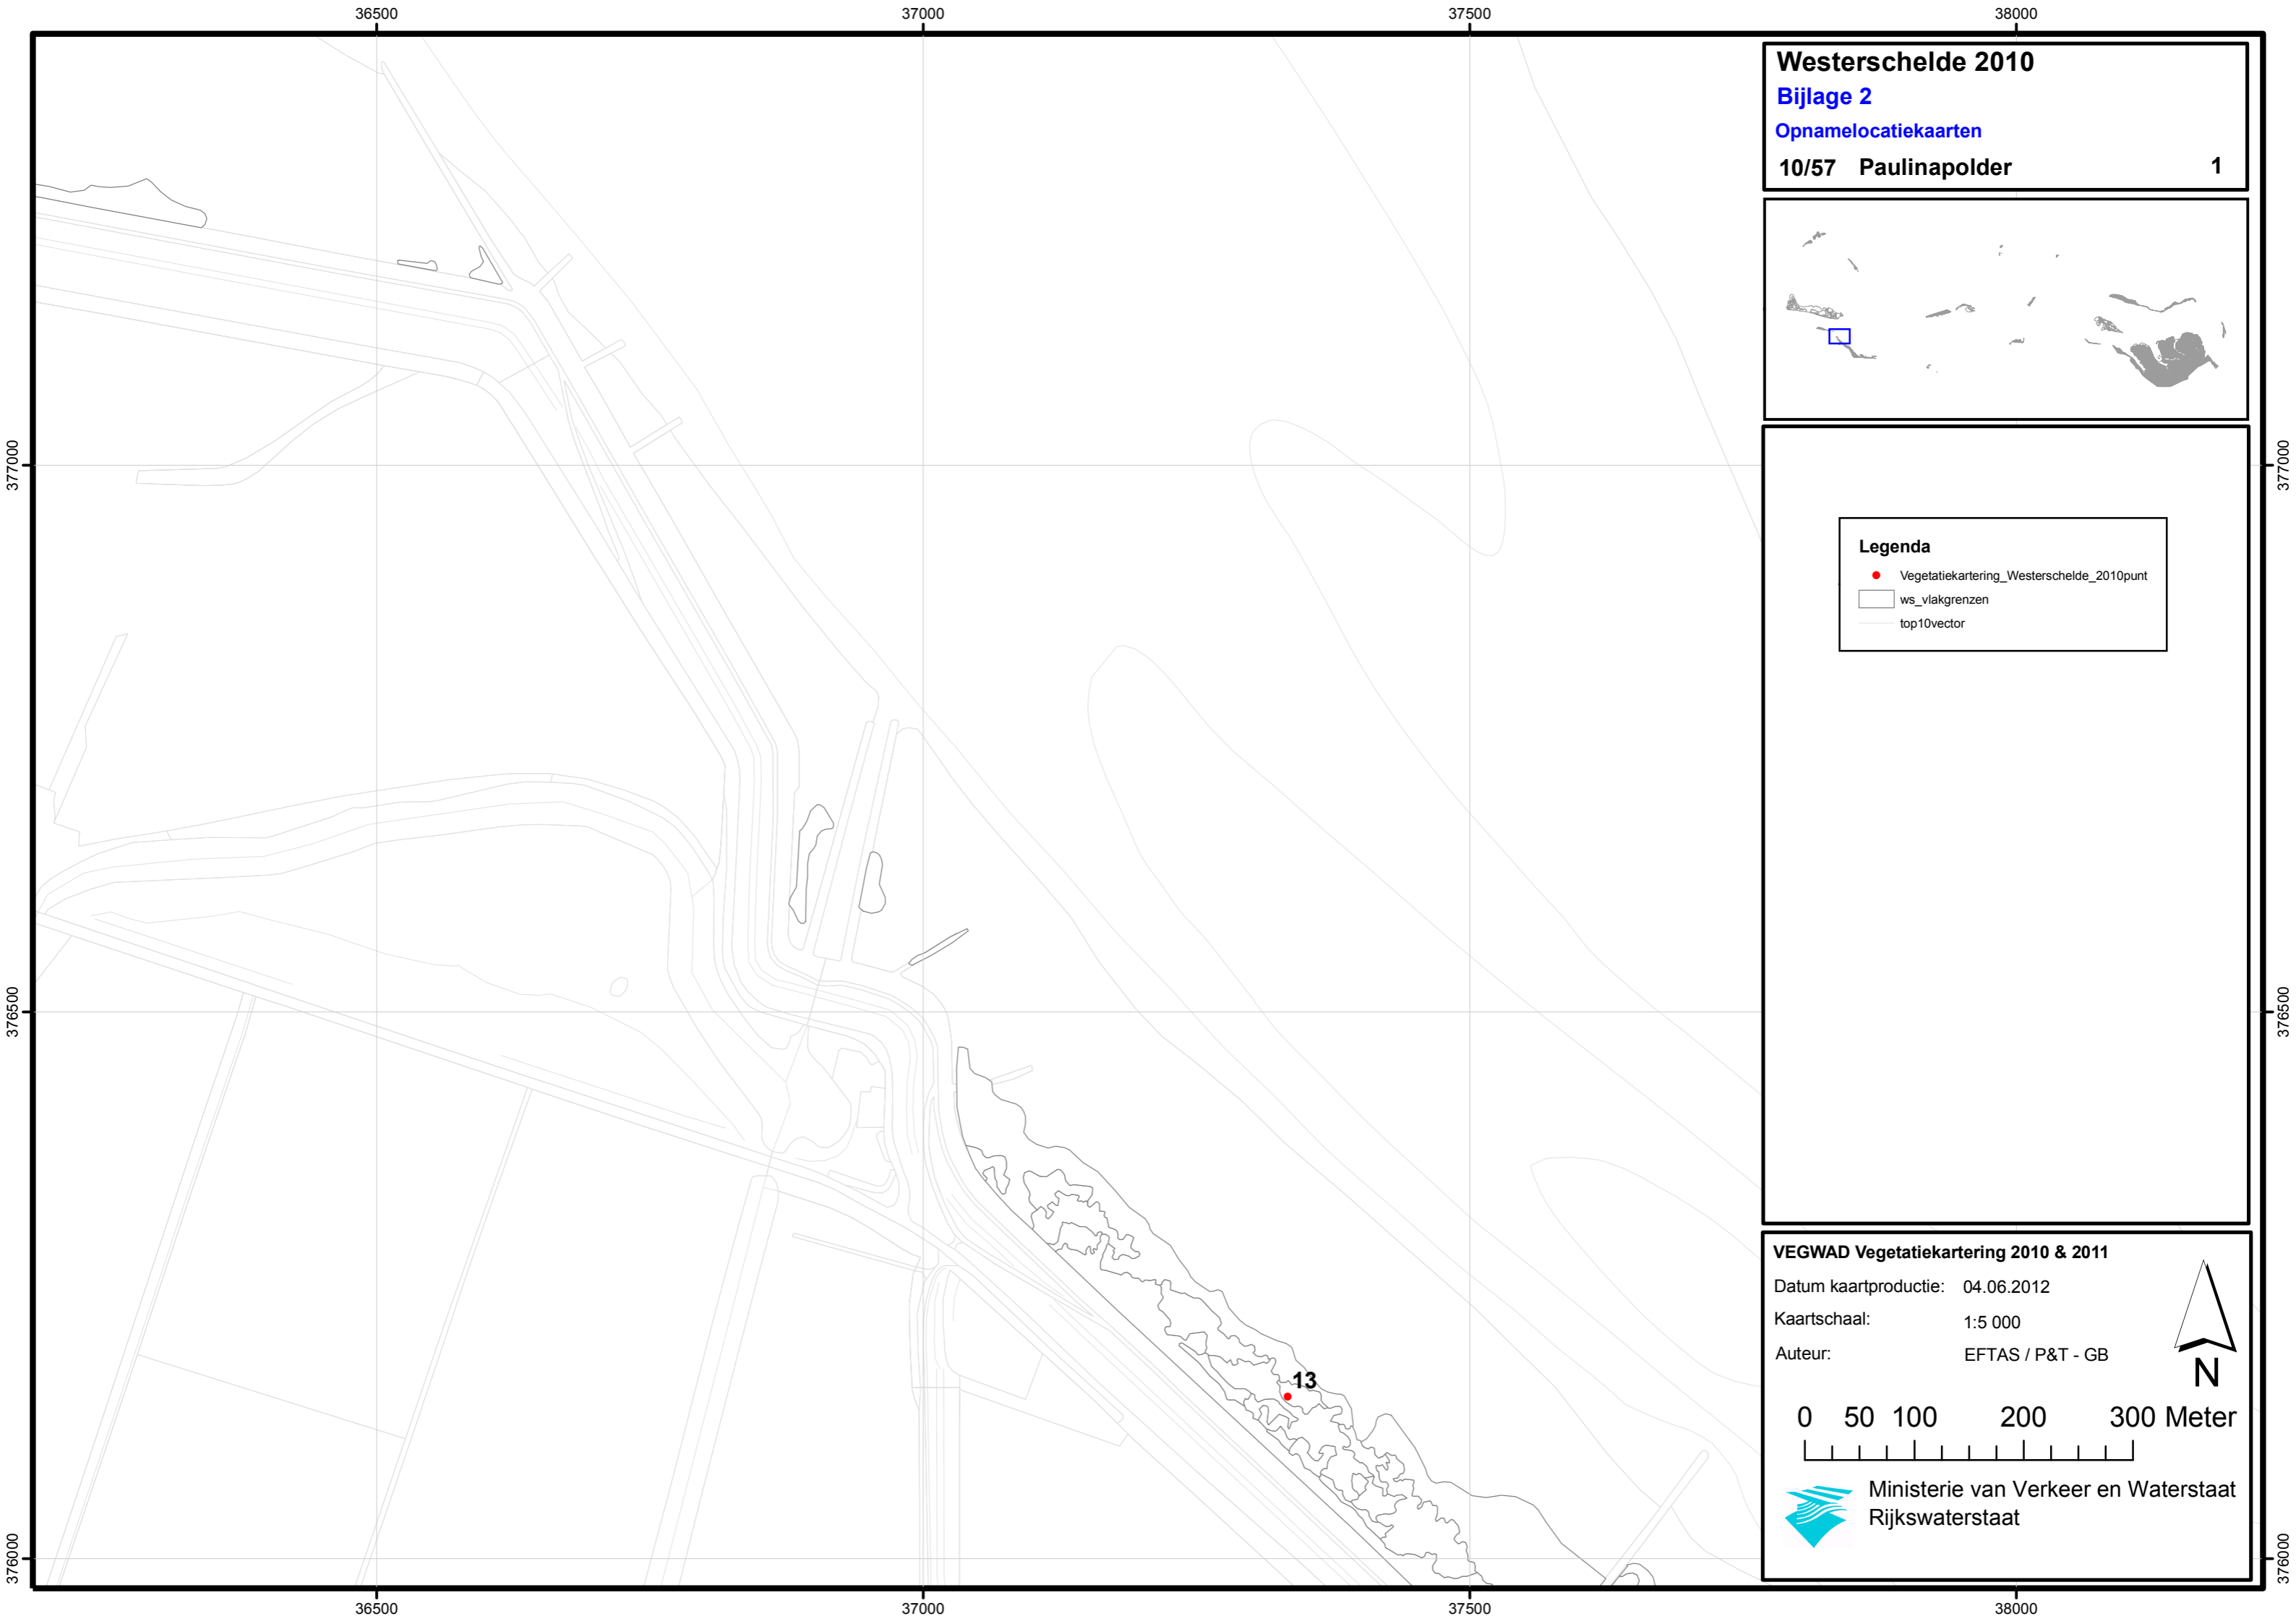 36500 37000 37500 38000
Westerschelde 2010
Bijlage 2
Opnamelocatiekaarten
10/57 Paulinapolder 1
377000 377000
Legenda
Vegetatiekartering_Westerschelde_2010punt
ws_vlakgrenzen
top10vector
376500 376500
13
VEGWAD Vegetatiekartering 2010 & 2011
Datum kaartproductie: 04.06.2012
Kaartschaal: 1:5 000
Auteur: EFTAS / P&T - GB
N
0 50 100 200 300 Meter
Ministerie van Verkeer en Waterstaat
Rijkswaterstaat
376000 376000
36500 37000 37500 38000